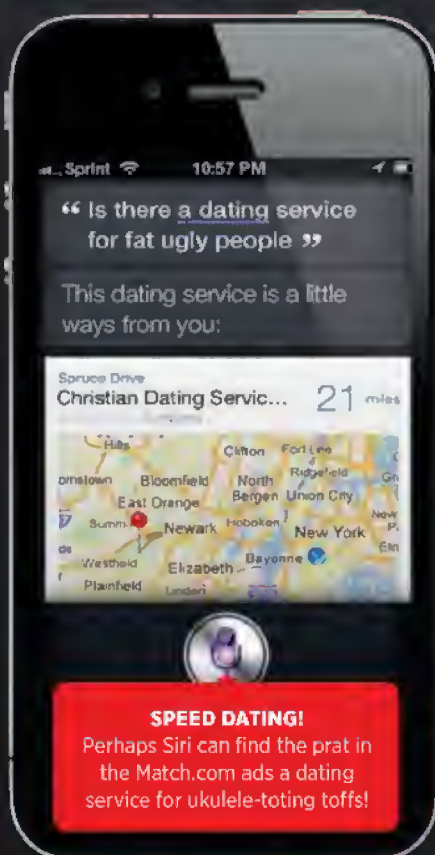 Sprint 10:57 PM
“ Is there a dating service
for fat ugly people ”
This dating service is a little
ways from you:
Spruce Drive
Christian Dating Servic... 21 miles
Hills
Clifton Fort Lee
Ridgefield
Bloomfield North
Bergen Union City
East Orange
Summit
Newark Hoboken New York
Westfield Elizabeth Bayonne
Plainfield Linden
SPEED DATING!
Perhaps Siri can find the prat in
the Match.com ads a dating
service for ukulele-toting toffs!